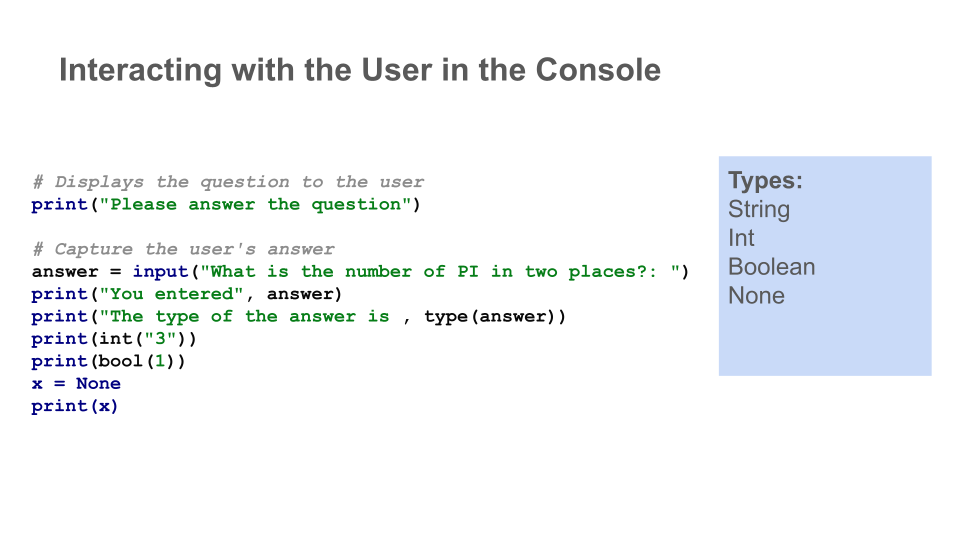 Interacting with the User in the Console
# Displays the question to the user
print("Please answer the question")
# Capture the user's answer
answer = input("What is the number of PI in two places?: ")
print("You entered", answer)
print("The type of the answer is , type(answer))
print(int("3"))
print(bool(1))
x = None
print(x)
Types:
String
Int
Boolean
None